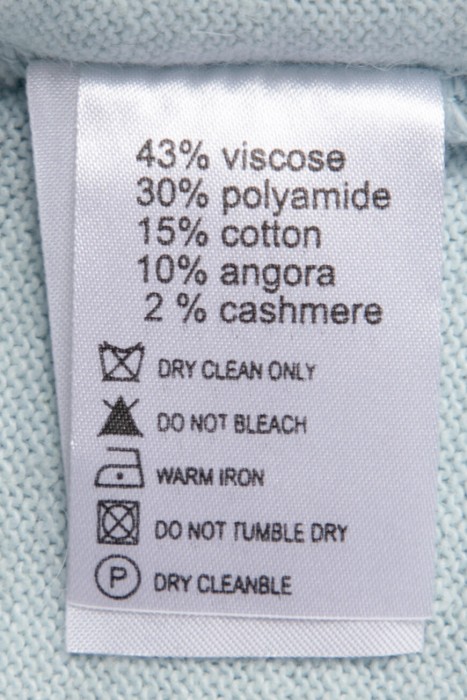 43% viscose
30% polyamide
15% cotton
10% angora
2 % cashmere
DRY CLEAN ONLY
DO NOT BLEACH
WARM IRON
DO NOT TUMBLE DRY
P DRY CLEANBLE